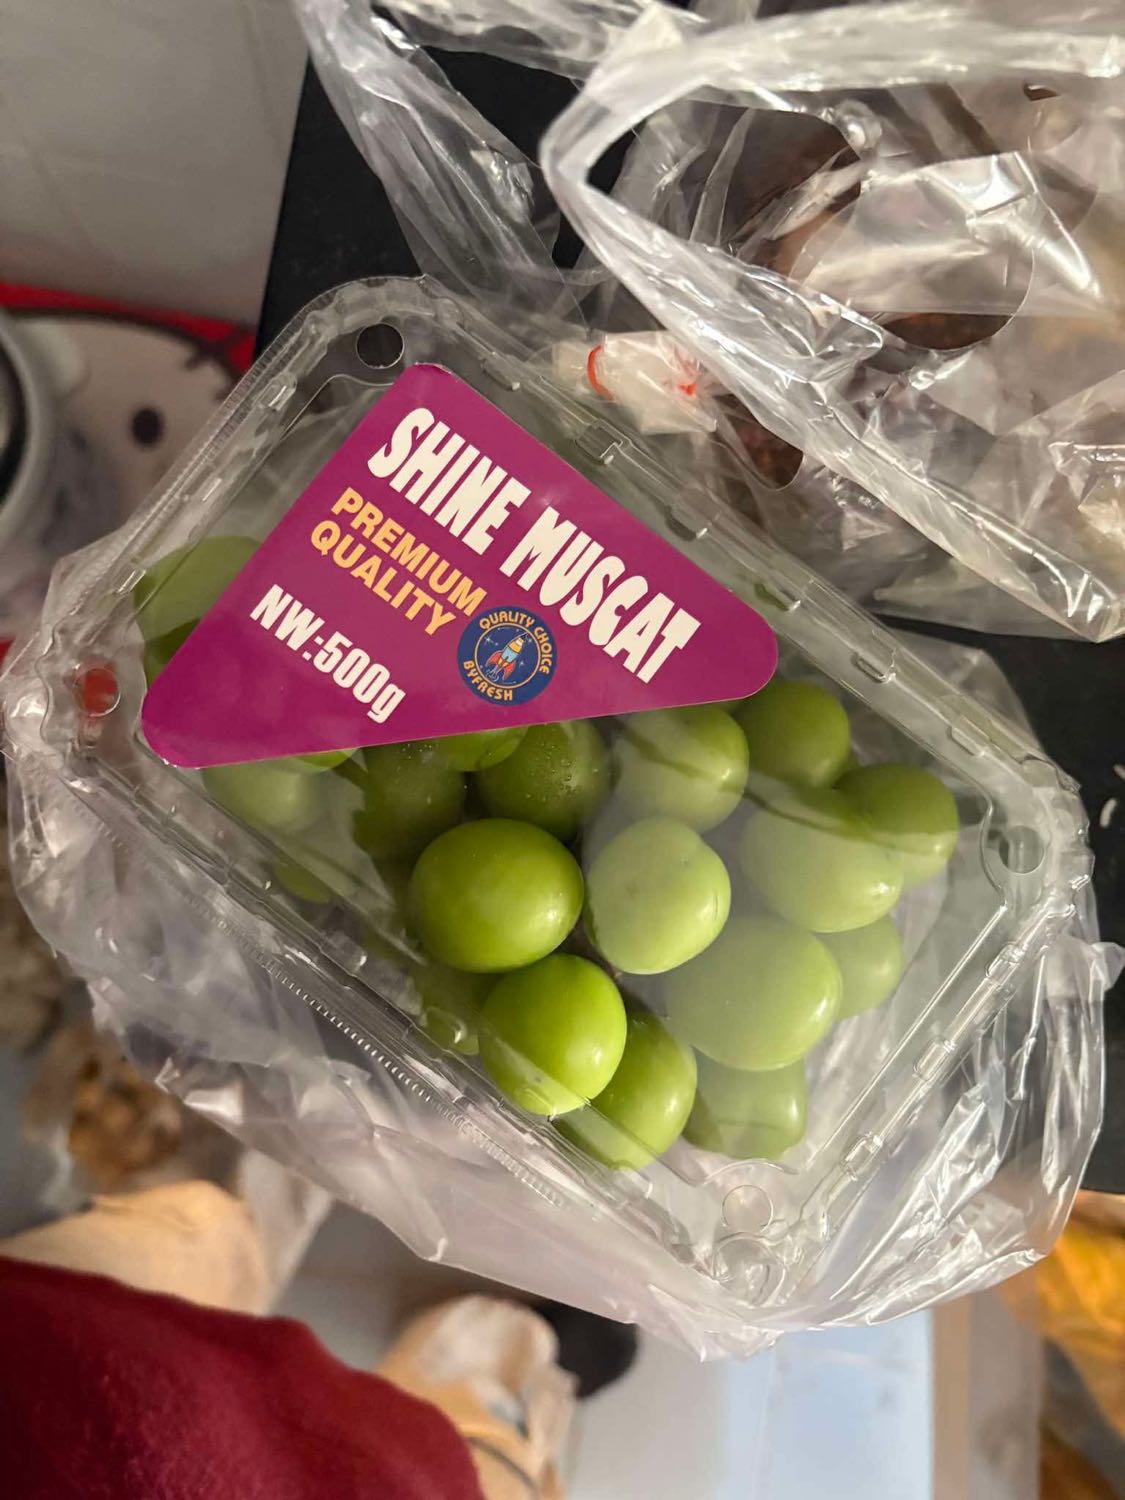 SHINE MUSCAT
PREMIUM
QUALITY
NW:500g
QUALITY CHOICE
BYFRESH